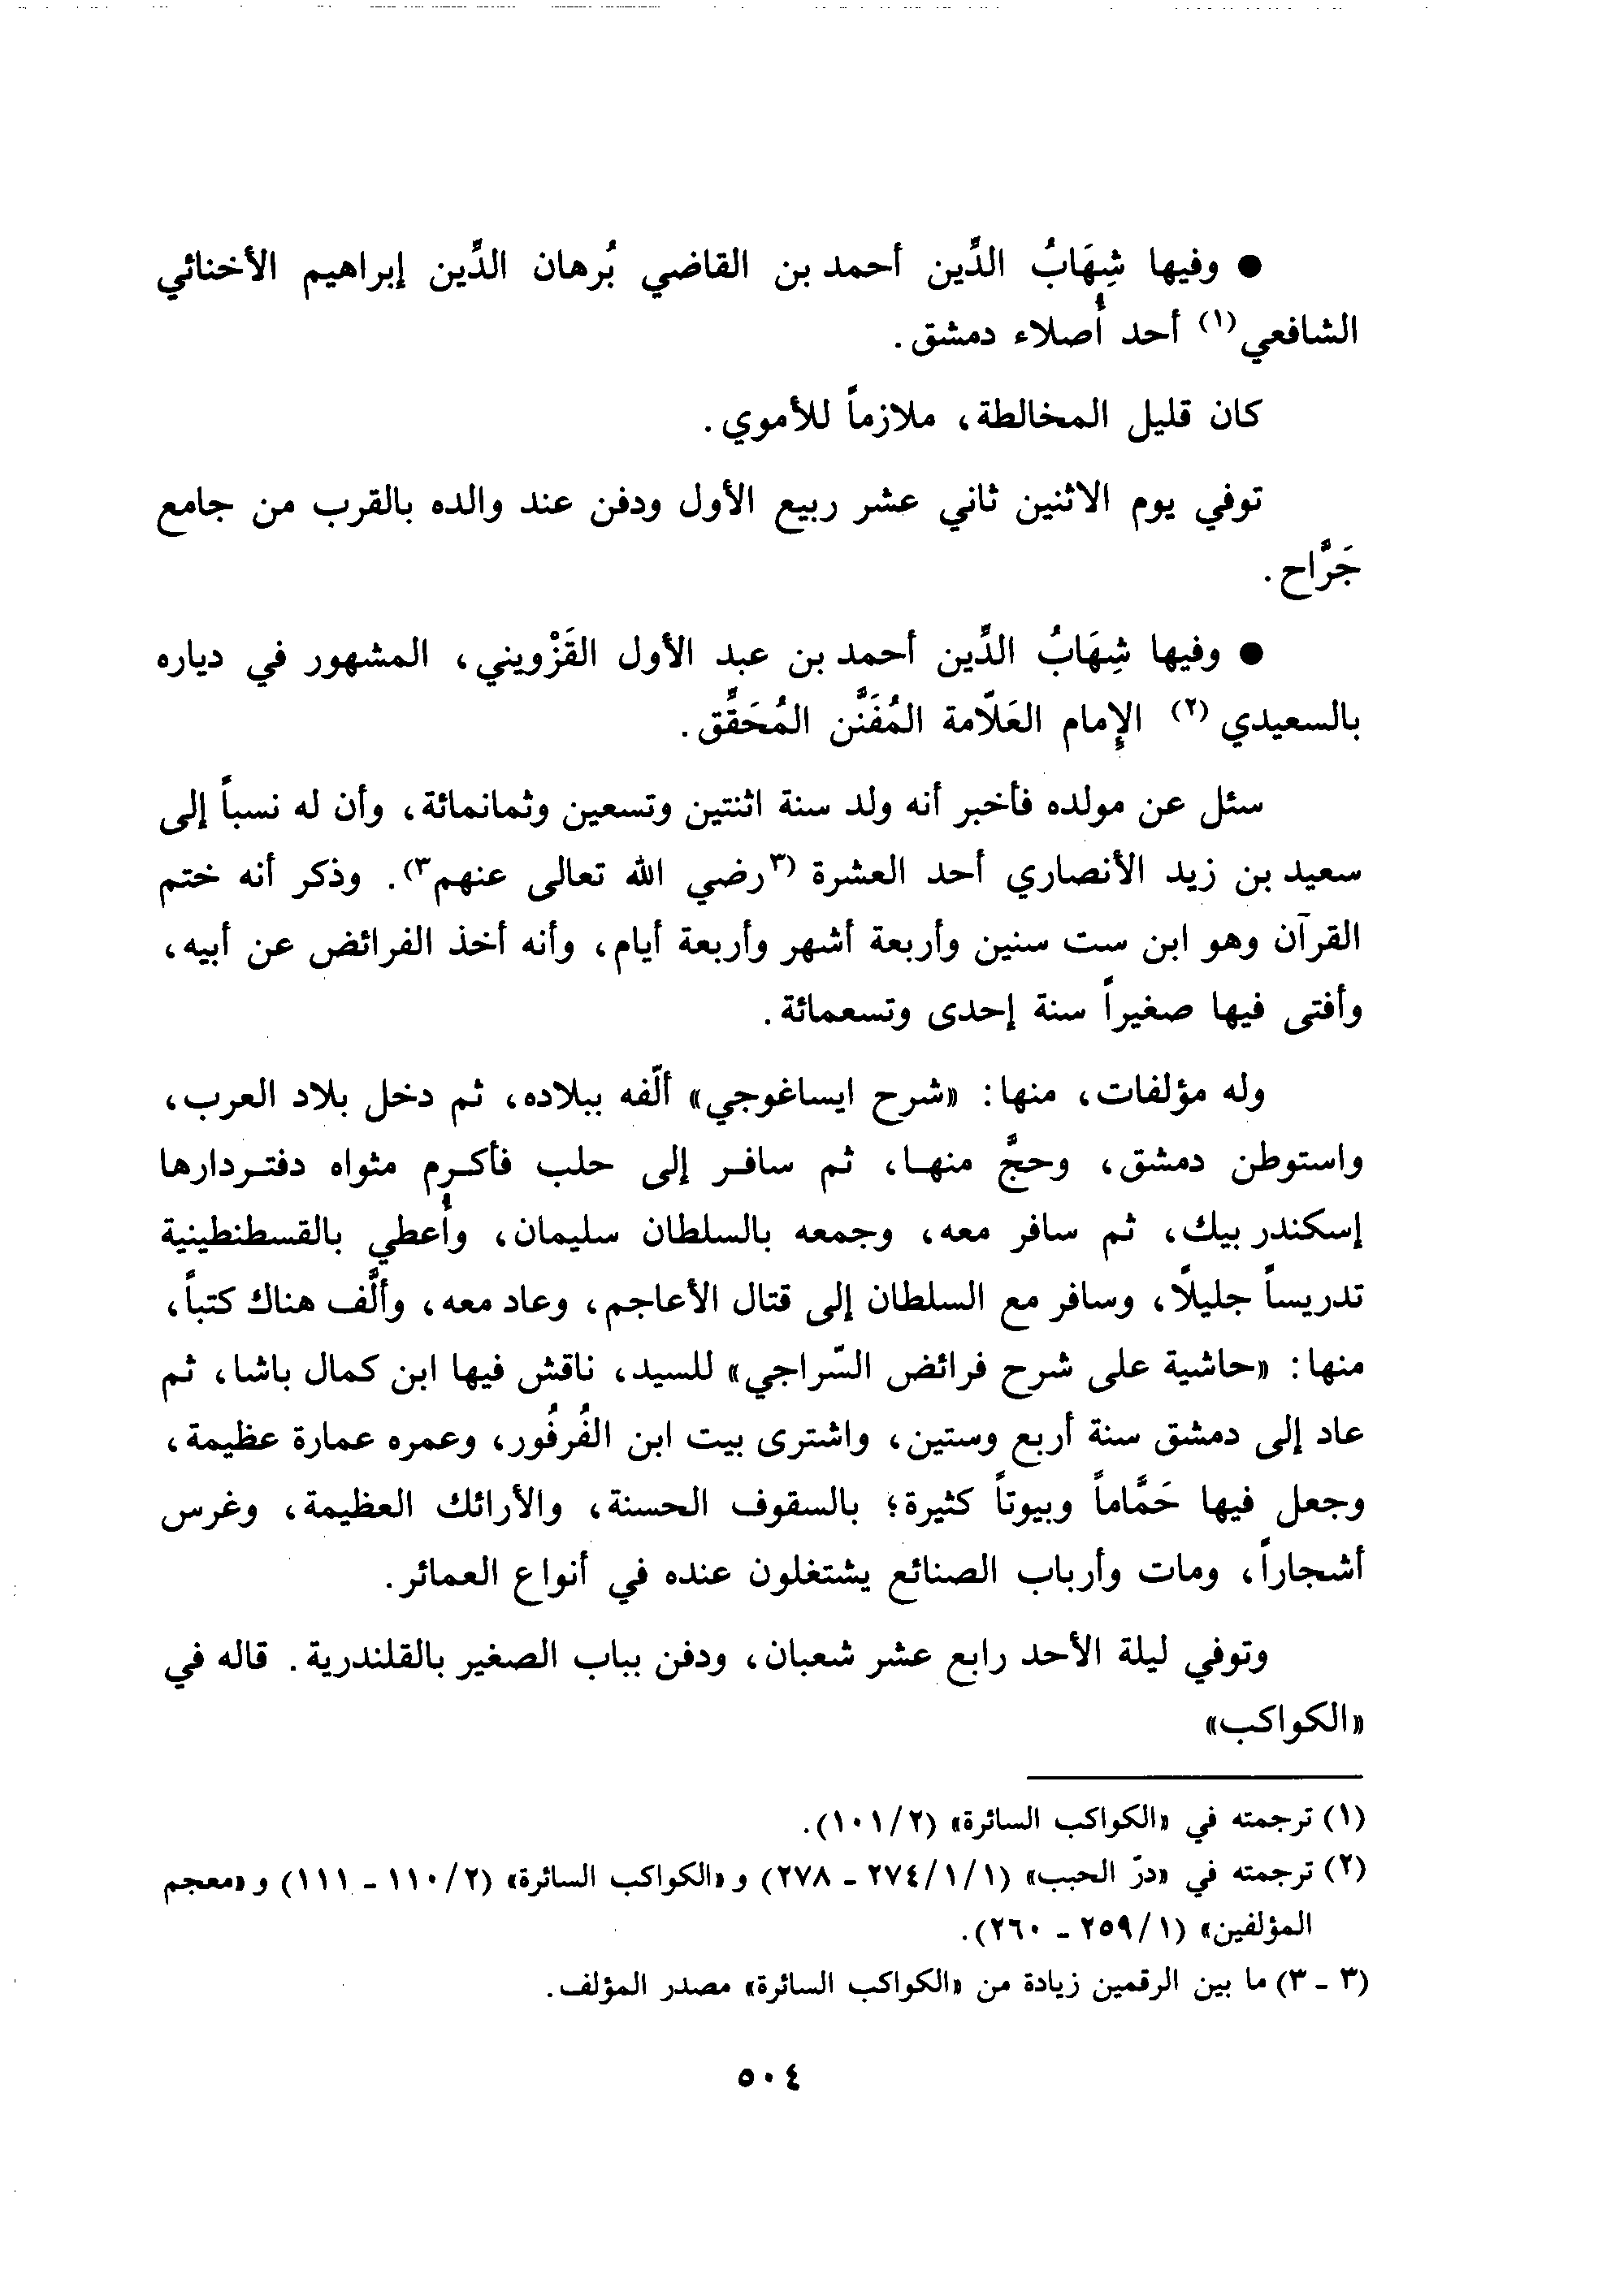 ● وفيها شِهَابُ الدِّين أحمد بن القاضي بُرهان الدِّين إبراهيم الأخنائي
الشافعي (١) أحد أُصلاء دمشق.
كان قليل المخالطة، ملازماً للأموي.
توفي يوم الاثنين ثاني عشر ربيع الأول ودفن عند والده بالقرب من جامع
جَرَّاح.
● وفيها شِهَابُ الدِّين أحمد بن عبد الأول القَزْويني، المشهور في دياره
بالسعيدي (٢) الإِمام العَلّامة المُفَنَّن المُحَقِّق.
سئل عن مولده فأخبر أنه ولد سنة اثنتين وتسعين وثمانمائة، وأن له نسباً إلى
سعيد بن زيد الأنصاري أحد العشرة (٣رضي الله تعالى عنهم٣). وذكر أنه ختم
القرآن وهو ابن ست سنين وأربعة أشهر وأربعة أيام، وأنه أخذ الفرائض عن أبيه،
وأفتى فيها صغيراً سنة إحدى وتسعمائة.
وله مؤلفات، منها: «شرح ايساغوجي» ألّفه ببلاده، ثم دخل بلاد العرب،
واستوطن دمشق، وحجَّ منهـا، ثم سافـر إلى حلب فأكـرم مثواه دفتـردارها
إسكندر بيك، ثم سافر معه، وجمعه بالسلطان سليمان، وأُعطي بالقسطنطينية
تدريساً جليلًا، وسافر مع السلطان إلى قتال الأعاجم، وعاد معه، وألَّف هناك كتباً،
منها: «حاشية على شرح فرائض السّراجي» للسيد، ناقش فيها ابن كمال باشا، ثم
عاد إلى دمشق سنة أربع وستين، واشترى بيت ابن الفُرفُور، وعمره عمارة عظيمة،
وجعل فيها حَمَّاماً وبيوتاً كثيرة؛ بالسقوف الحسنة، والأرائك العظيمة، وغرس
أشجاراً، ومات وأرباب الصنائع يشتغلون عنده في أنواع العمائر.
وتوفي ليلة الأحد رابع عشر شعبان، ودفن بباب الصغير بالقلندرية. قاله في
«الكواكب»
(١) ترجمته في «الكواكب السائرة» (١٠١/٢).
(٢) ترجمته في «درّ الحبب» (٢٧٤/١/١ - ٢٧٨) و «الكواكب السائرة» (١١٠/٢ - ١١١) و «معجم
المؤلفين» (٢٥٩/١ - ٢٦٠).
(٣ - ٣) ما بين الرقمين زيادة من «الكواكب السائرة» مصدر المؤلف.
٥٠٤